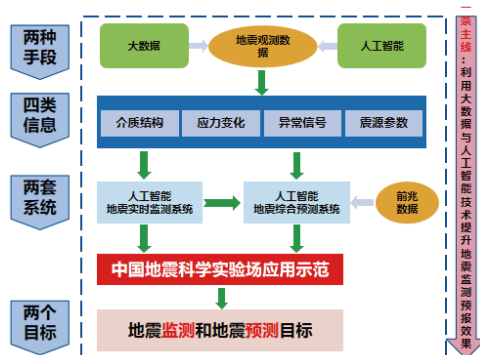 两种
手段
大数据
地震观测数
据
人工智能
四类
信息
介质结构
应力变化
异常信号
震源参数
两套
系统
人工智能
地震实时监测系统
人工智能
地震综合预测系统
前兆
数据
中国地震科学实验场应用示范
两个
目标
地震监测和地震预测目标
一条主线：利用大数据与人工智能技术提升地震监测预报效果